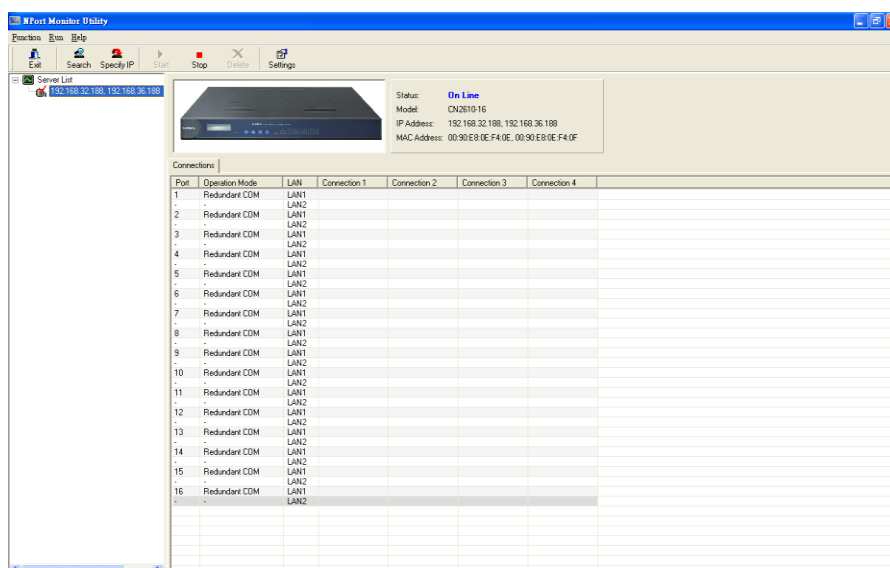 NPort Monitor Utility
Function Run Help
Exit Search Specify IP Start Stop Delete Settings
Server List
192.168.32.188, 192.168.36.188
Status: On Line
Model: CN2610-16
IP Address: 192.168.32.188, 192.168.36.188
MAC Address: 00:90:E8:0E:F4:0E, 00:90:E8:0E:F4:0F
Connections
Port Operation Mode LAN Connection 1 Connection 2 Connection 3 Connection 4
1 Redundant COM LAN1
- - LAN2
2 Redundant COM LAN1
- - LAN2
3 Redundant COM LAN1
- - LAN2
4 Redundant COM LAN1
- - LAN2
5 Redundant COM LAN1
- - LAN2
6 Redundant COM LAN1
- - LAN2
7 Redundant COM LAN1
- - LAN2
8 Redundant COM LAN1
- - LAN2
9 Redundant COM LAN1
- - LAN2
10 Redundant COM LAN1
- - LAN2
11 Redundant COM LAN1
- - LAN2
12 Redundant COM LAN1
- - LAN2
13 Redundant COM LAN1
- - LAN2
14 Redundant COM LAN1
- - LAN2
15 Redundant COM LAN1
- - LAN2
16 Redundant COM LAN1
- - LAN2